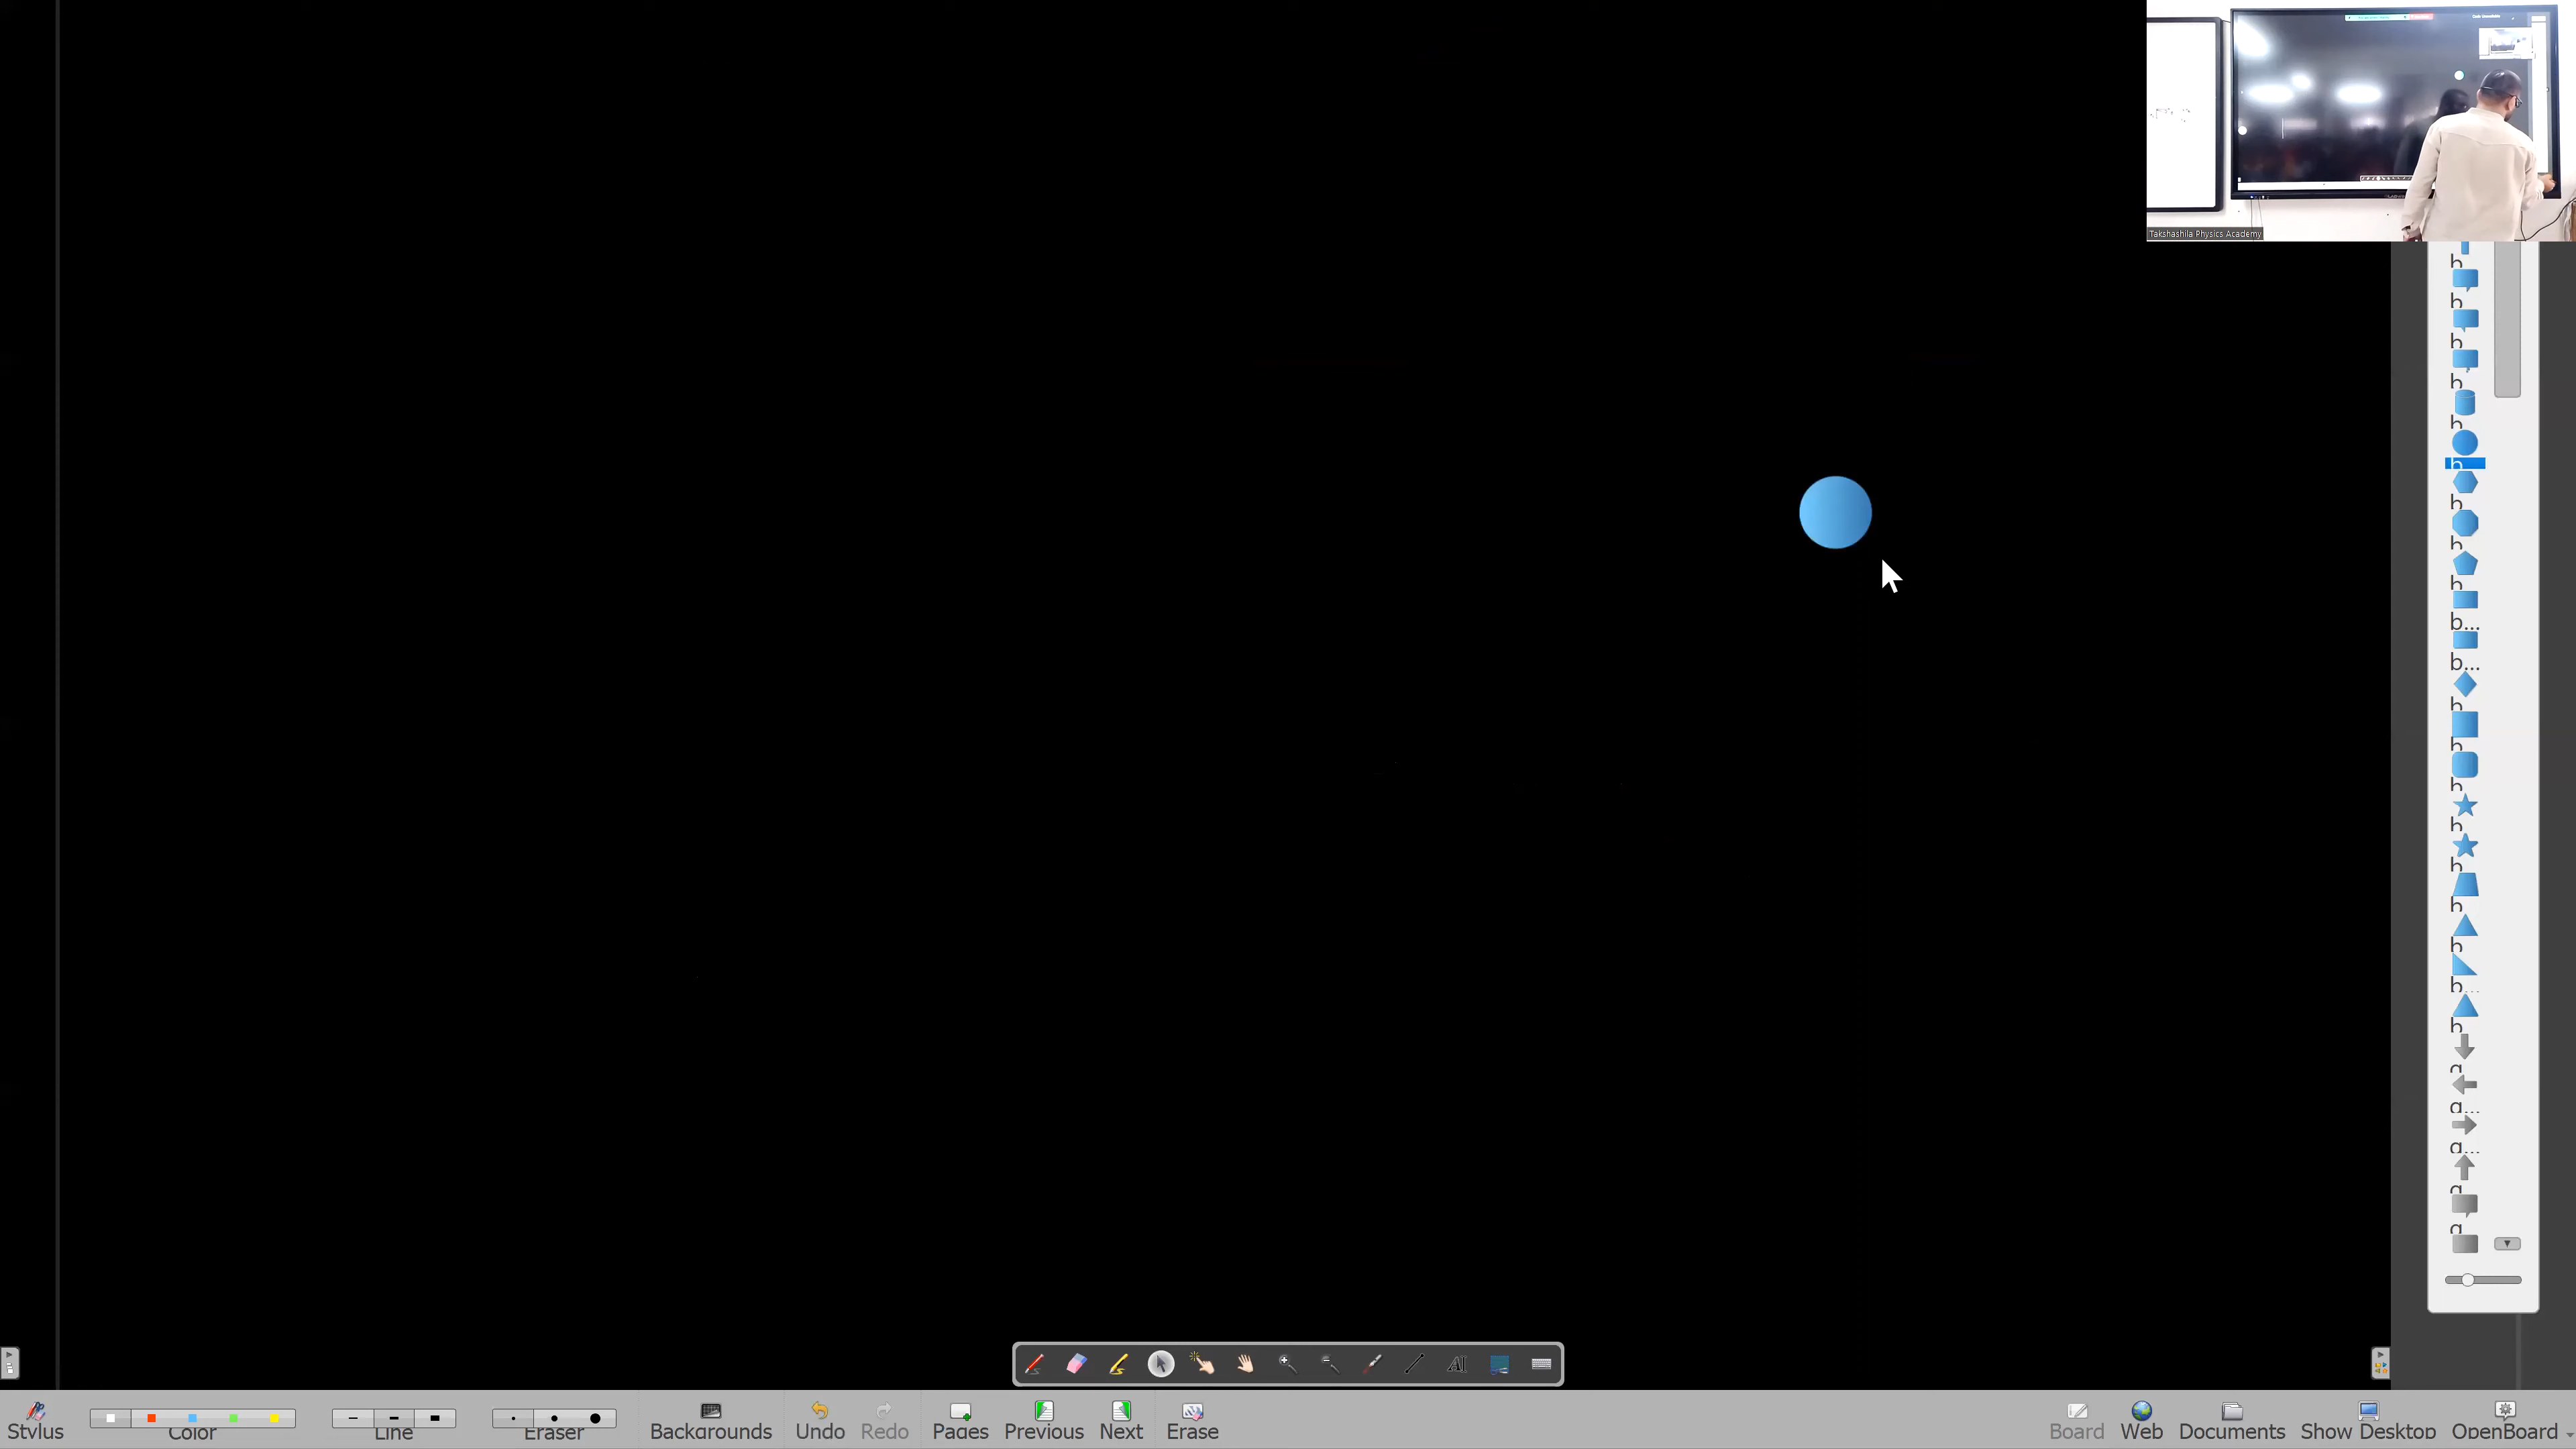 Takshashila Physics Academy
b
b
b
b
b
b
b
b
b
b...
b...
b
b
b
b
b
b
b
b...
b
g
g...
g...
g
g
Stylus
Color
Line
Eraser
Backgrounds
Undo
Redo
Pages
Previous
Next
Erase
Board
Web
Documents
Show Desktop
OpenBoard